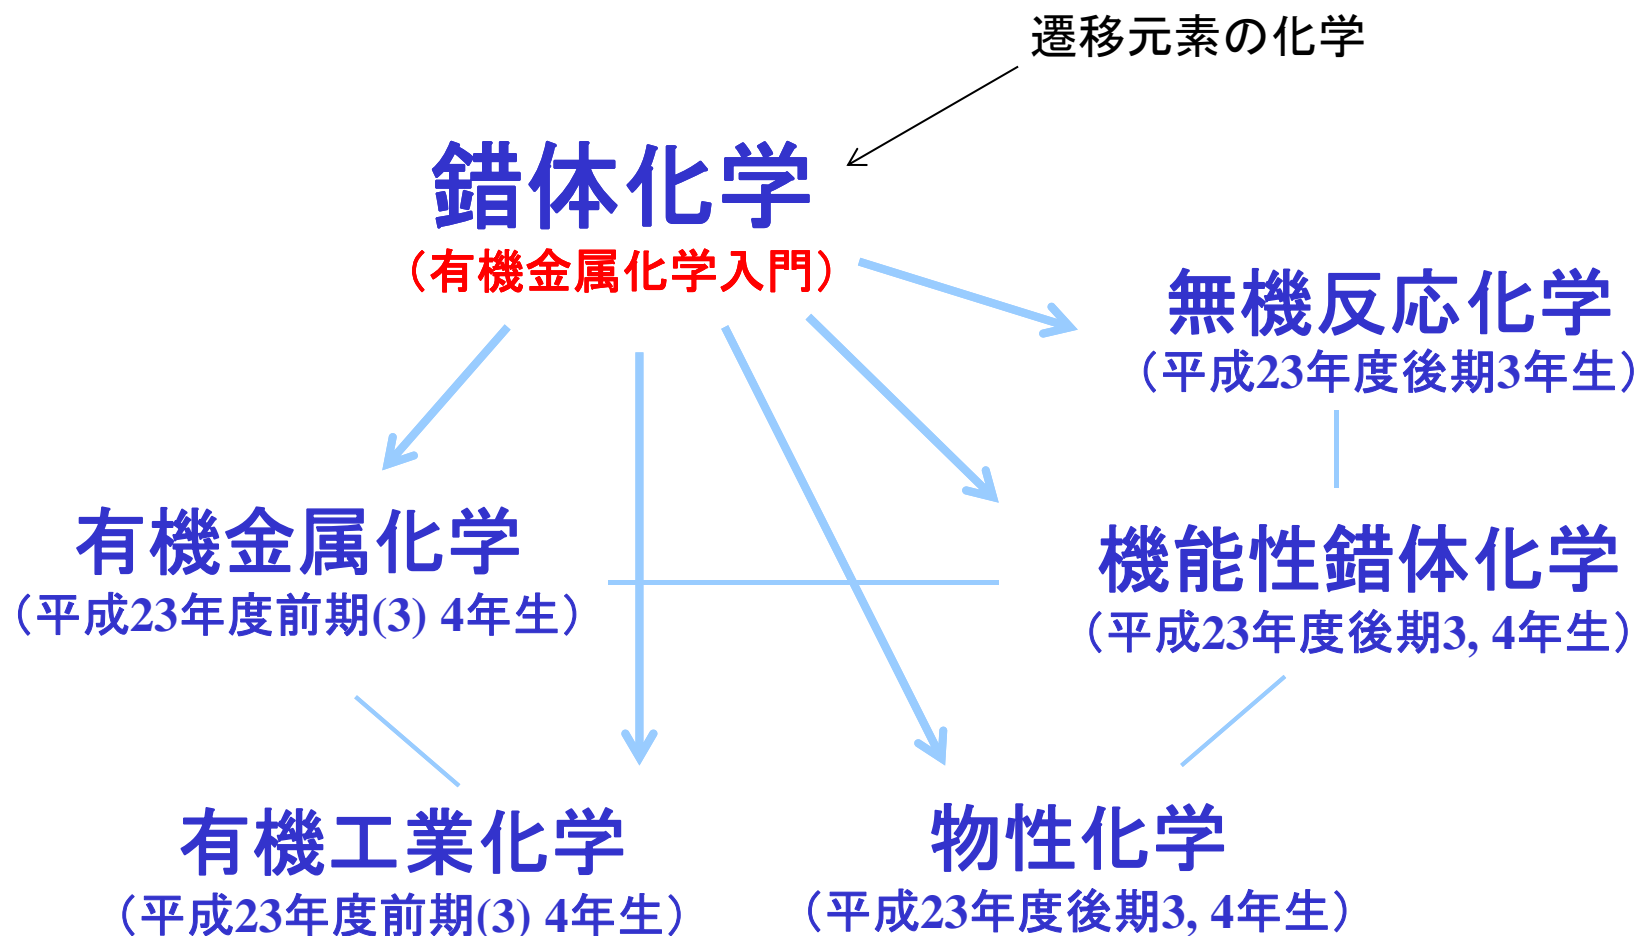 遷移元素の化学
錯体化学
（有機金属化学入門）
無機反応化学
（平成23年度後期3年生）
有機金属化学
（平成23年度前期(3) 4年生）
機能性錯体化学
（平成23年度後期3, 4年生）
有機工業化学
（平成23年度前期(3) 4年生）
物性化学
（平成23年度後期3, 4年生）